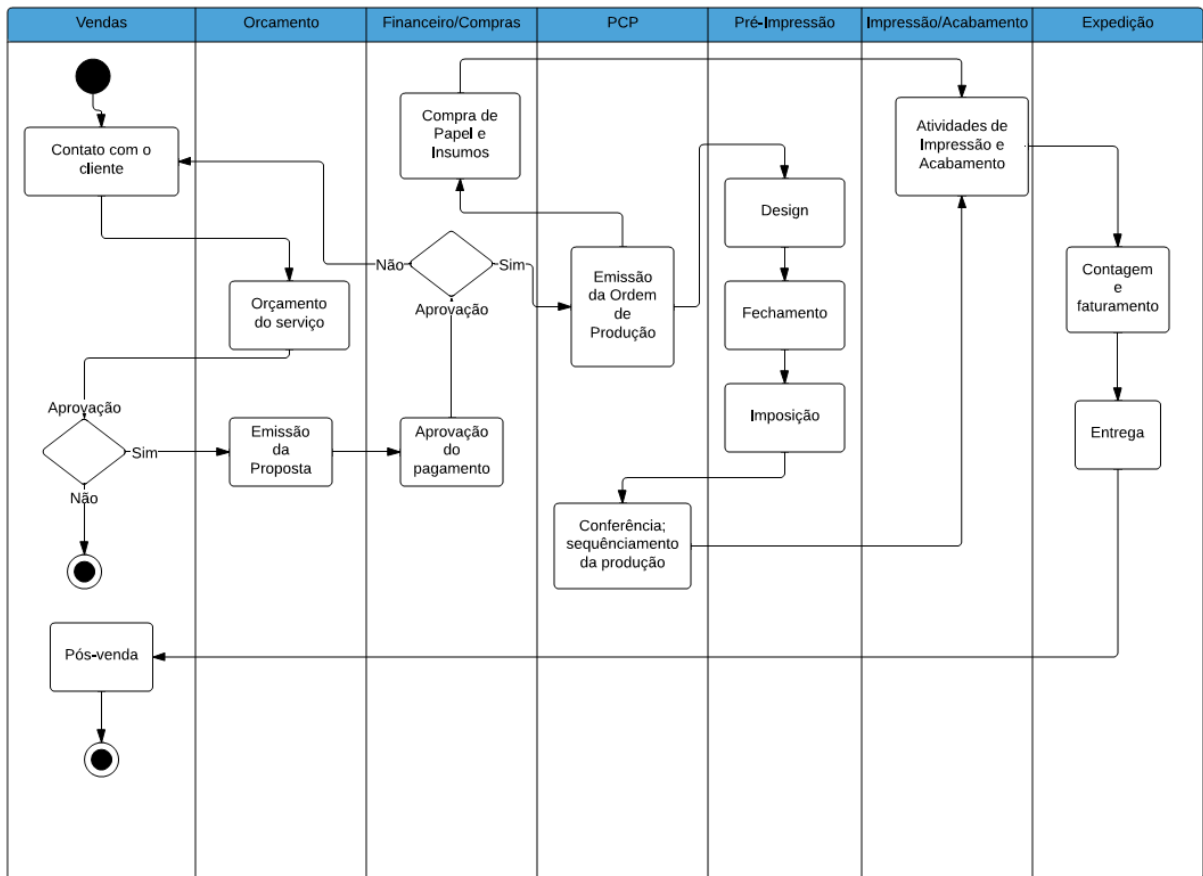 Vendas
Orcamento
Financeiro/Compras
PCP
Pré-Impressão
Impressão/Acabamento
Expedição
Contato com o
cliente
Orçamento
do serviço
Aprovação
Sim
Não
Emissão
da
Proposta
Aprovação
do
pagamento
Aprovação
Não
Sim
Compra de
Papel e
Insumos
Emissão
da Ordem
de
Produção
Design
Fechamento
Imposição
Conferência;
sequênciamento
da produção
Atividades de
Impressão e
Acabamento
Contagem
e
faturamento
Entrega
Pós-venda